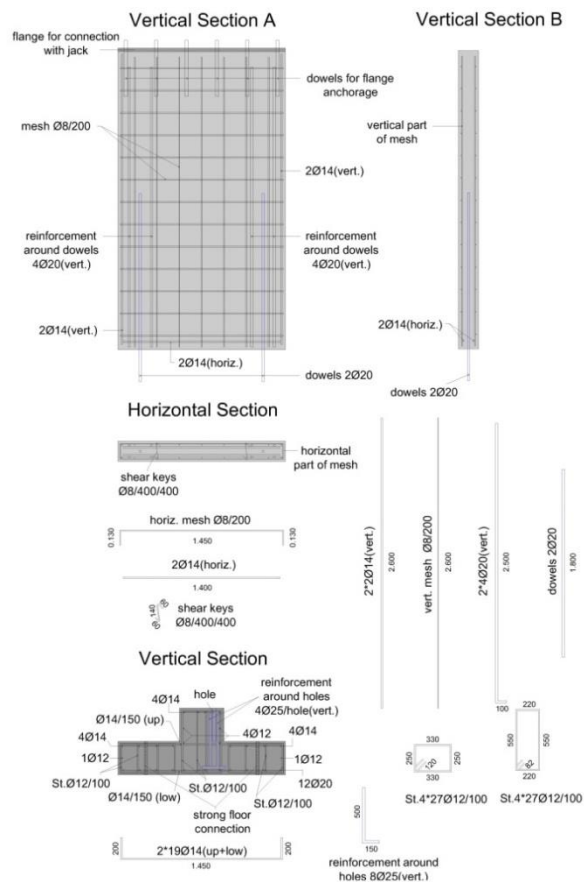 Vertical Section A
Vertical Section B
flange for connection
with jack
dowels for flange
anchorage
mesh Ø8/200
vertical part
of mesh
2Ø14(vert.)
reinforcement
around dowels
4Ø20(vert.)
reinforcement
around dowels
4Ø20(vert.)
2Ø14(vert.)
2Ø14(horiz.)
2Ø14(horiz.)
dowels 2Ø20
dowels 2Ø20
Horizontal Section
horizontal
part of mesh
shear keys
Ø8/400/400
horiz. mesh Ø8/200
0.130
1.450
0.130
2Ø14(horiz.)
1.400
60
140
60
shear keys
Ø8/400/400
2*2Ø14(vert.)
2.600
vert. mesh Ø8/200
2.600
2*4Ø20(vert.)
2.500
100
dowels 2Ø20
1.800
Vertical Section
hole
reinforcement
around holes
4Ø25/hole(vert.)
4Ø14
Ø14/150 (up)
4Ø14
4Ø12
4Ø14
1Ø12
1Ø12
St.Ø12/100
St.Ø12/100
St.Ø12/100
12Ø20
Ø14/150 (low)
strong floor
connection
200
2*19Ø14(up+low)
200
1.450
330
250
120
250
330
St.4*27Ø12/100
220
550
550
82
220
St.4*27Ø12/100
500
150
reinforcement around
holes 8Ø25(vert.)